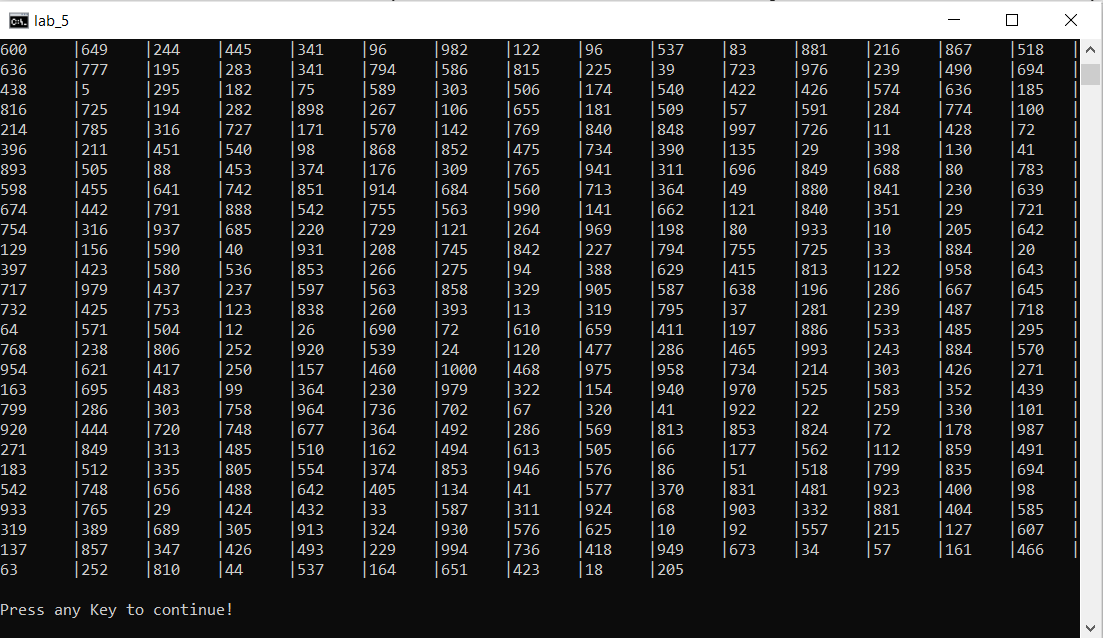 lab_5
600 |649 |244 |445 |341 |96 |982 |122 |96 |537 |83 |881 |216 |867 |518 |
636 |777 |195 |283 |341 |794 |586 |815 |225 |39 |723 |976 |239 |490 |694 |
438 |5 |295 |182 |75 |589 |303 |506 |174 |540 |422 |426 |574 |636 |185 |
816 |725 |194 |282 |898 |267 |106 |655 |181 |509 |57 |591 |284 |774 |100 |
214 |785 |316 |727 |171 |570 |142 |769 |840 |848 |997 |726 |11 |428 |72 |
396 |211 |451 |540 |98 |868 |852 |475 |734 |390 |135 |29 |398 |130 |41 |
893 |505 |88 |453 |374 |176 |309 |765 |941 |311 |696 |849 |688 |80 |783 |
598 |455 |641 |742 |851 |914 |684 |560 |713 |364 |49 |880 |841 |230 |639 |
674 |442 |791 |888 |542 |755 |563 |990 |141 |662 |121 |840 |351 |29 |721 |
754 |316 |937 |685 |220 |729 |121 |264 |969 |198 |80 |933 |10 |205 |642 |
129 |156 |590 |40 |931 |208 |745 |842 |227 |794 |755 |725 |33 |884 |20 |
397 |423 |580 |536 |853 |266 |275 |94 |388 |629 |415 |813 |122 |958 |643 |
717 |979 |437 |237 |597 |563 |858 |329 |905 |587 |638 |196 |286 |667 |645 |
732 |425 |753 |123 |838 |260 |393 |13 |319 |795 |37 |281 |239 |487 |718 |
64 |571 |504 |12 |26 |690 |72 |610 |659 |411 |197 |886 |533 |485 |295 |
768 |238 |806 |252 |920 |539 |24 |120 |477 |286 |465 |993 |243 |884 |570 |
954 |621 |417 |250 |157 |460 |1000 |468 |975 |958 |734 |214 |303 |426 |271 |
163 |695 |483 |99 |364 |230 |979 |322 |154 |940 |970 |525 |583 |352 |439 |
799 |286 |303 |758 |964 |736 |702 |67 |320 |41 |922 |22 |259 |330 |101 |
920 |444 |720 |748 |677 |364 |492 |286 |569 |813 |853 |824 |72 |178 |987 |
271 |849 |313 |485 |510 |162 |494 |613 |505 |66 |177 |562 |112 |859 |491 |
183 |512 |335 |805 |554 |374 |853 |946 |576 |86 |51 |518 |799 |835 |694 |
542 |748 |656 |488 |642 |405 |134 |41 |577 |370 |831 |481 |923 |400 |98 |
933 |765 |29 |424 |432 |33 |587 |311 |924 |68 |903 |332 |881 |404 |585 |
319 |389 |689 |305 |913 |324 |930 |576 |625 |10 |92 |557 |215 |127 |607 |
137 |857 |347 |426 |493 |229 |994 |736 |418 |949 |673 |34 |57 |161 |466 |
63 |252 |810 |44 |537 |164 |651 |423 |18 |205
Press any Key to continue!